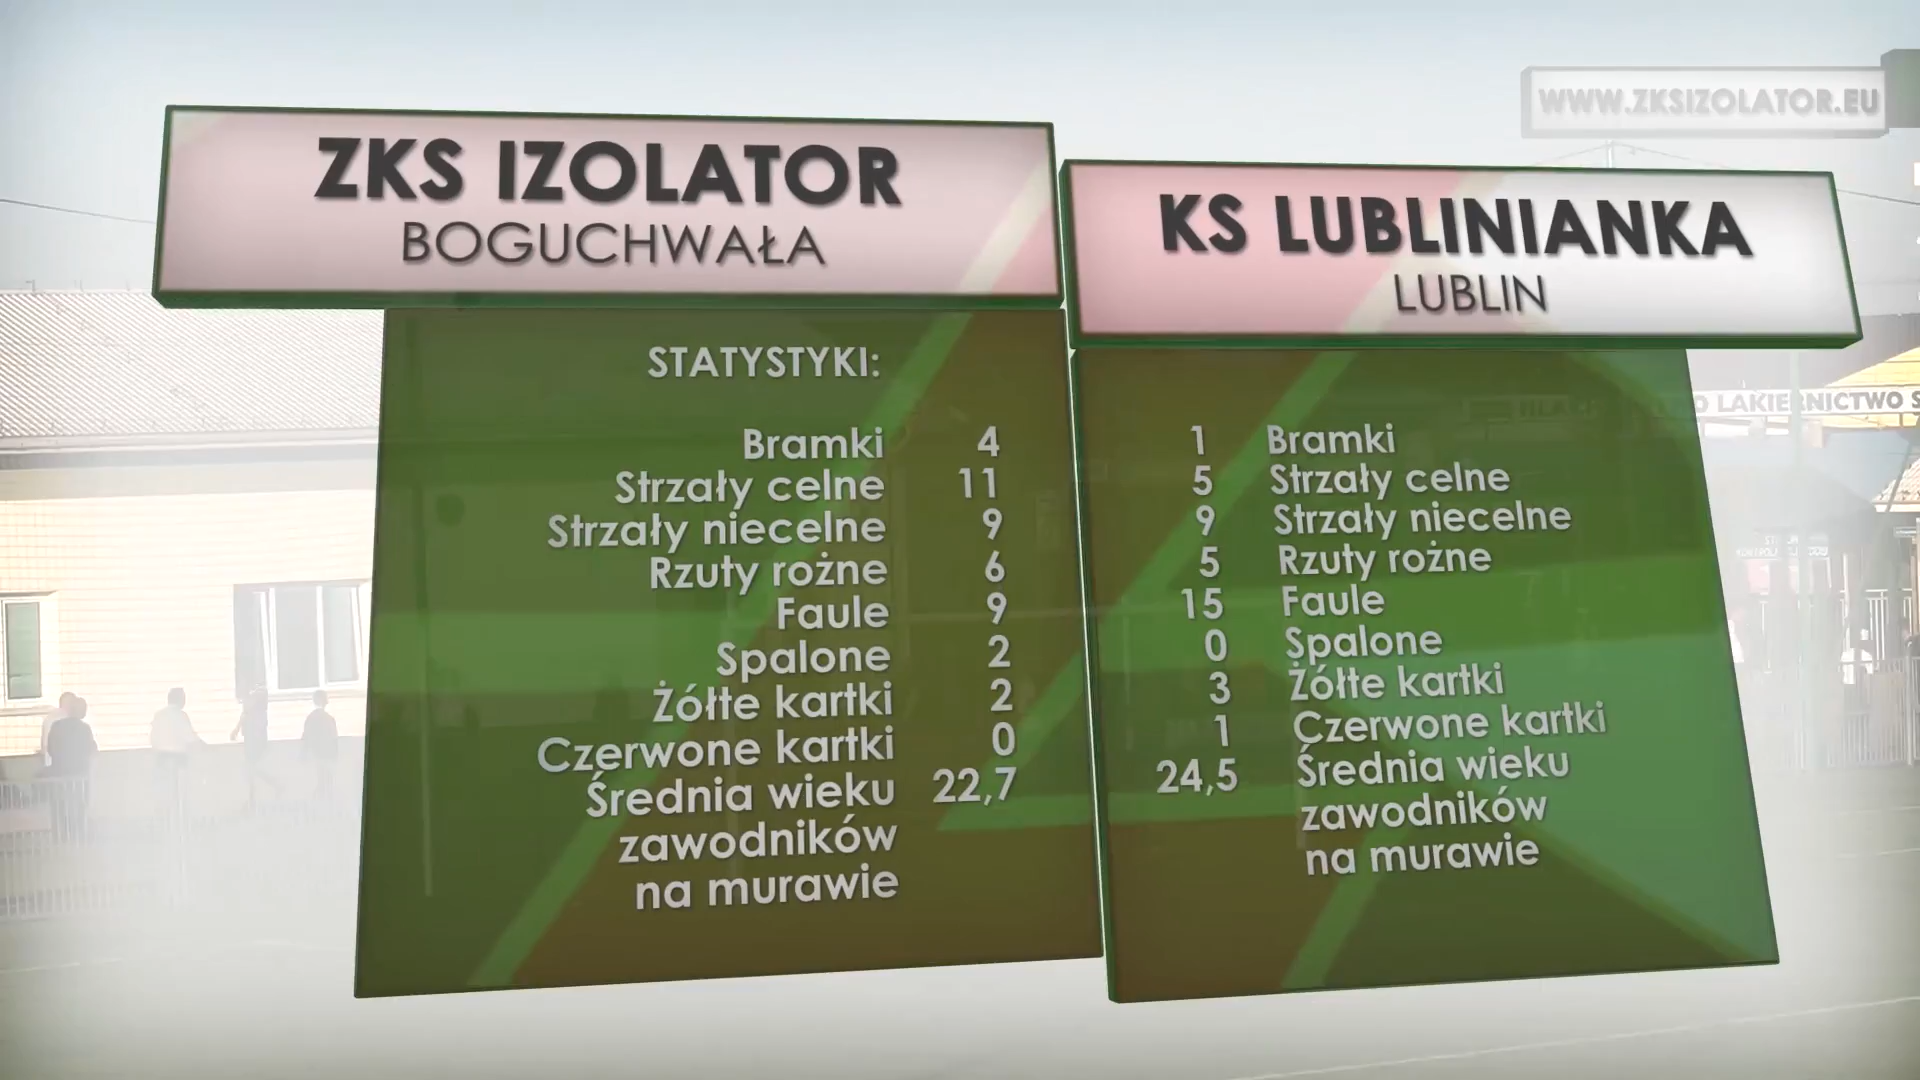 WWW.ZKSIZOLATOR.EU
ZKS IZOLATOR
BOGUCHWAŁA
STATYSTYKI:
Bramki 4
Strzały celne 11
Strzały niecelne 9
Rzuty rożne 6
Faule 9
Spalone 2
Żółte kartki 2
Czerwone kartki 0
Średnia wieku 22,7
zawodników
na murawie
KS LUBLINIANKA
LUBLIN
1 Bramki
5 Strzały celne
9 Strzały niecelne
5 Rzuty rożne
15 Faule
0 Spalone
3 Żółte kartki
1 Czerwone kartki
24,5 Średnia wieku
zawodników
na murawie
LAKIERNICTWO